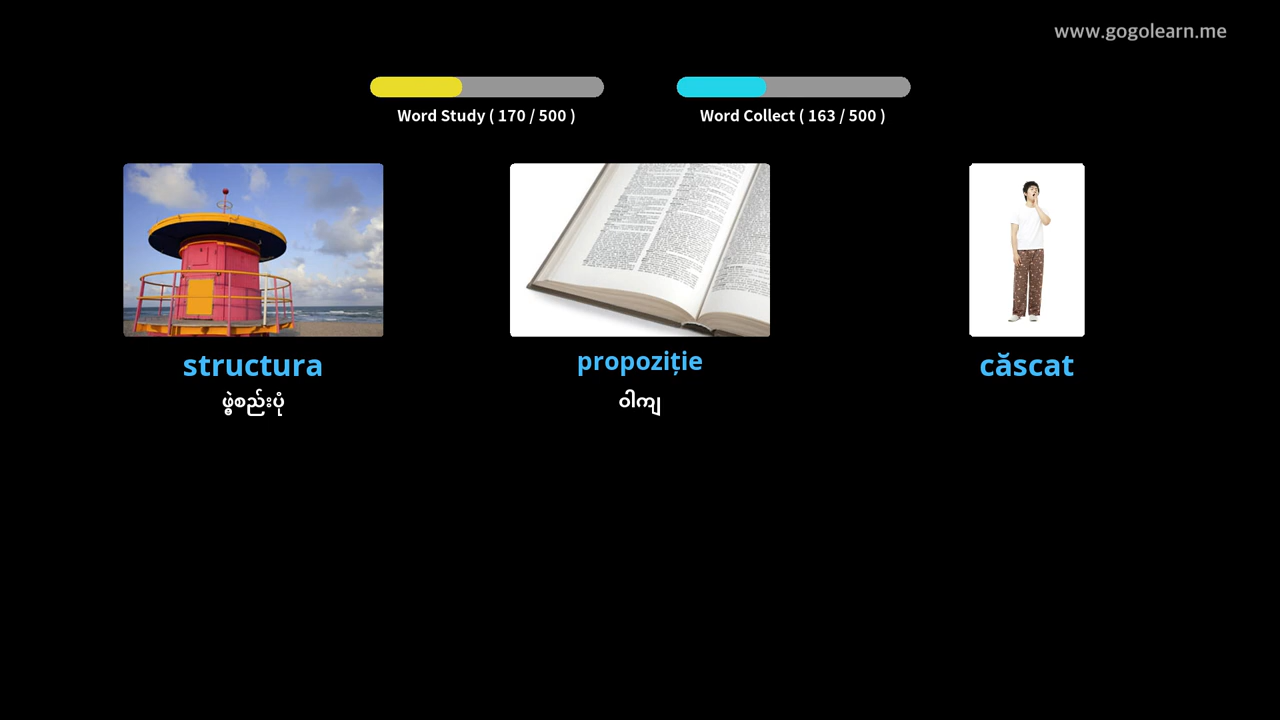 www.gogolearn.me
Word Study ( 170 / 500 )
Word Collect ( 163 / 500 )
structura
propoziție
căscat
ဖွဲ့စည်းပုံ
ဝါကျ